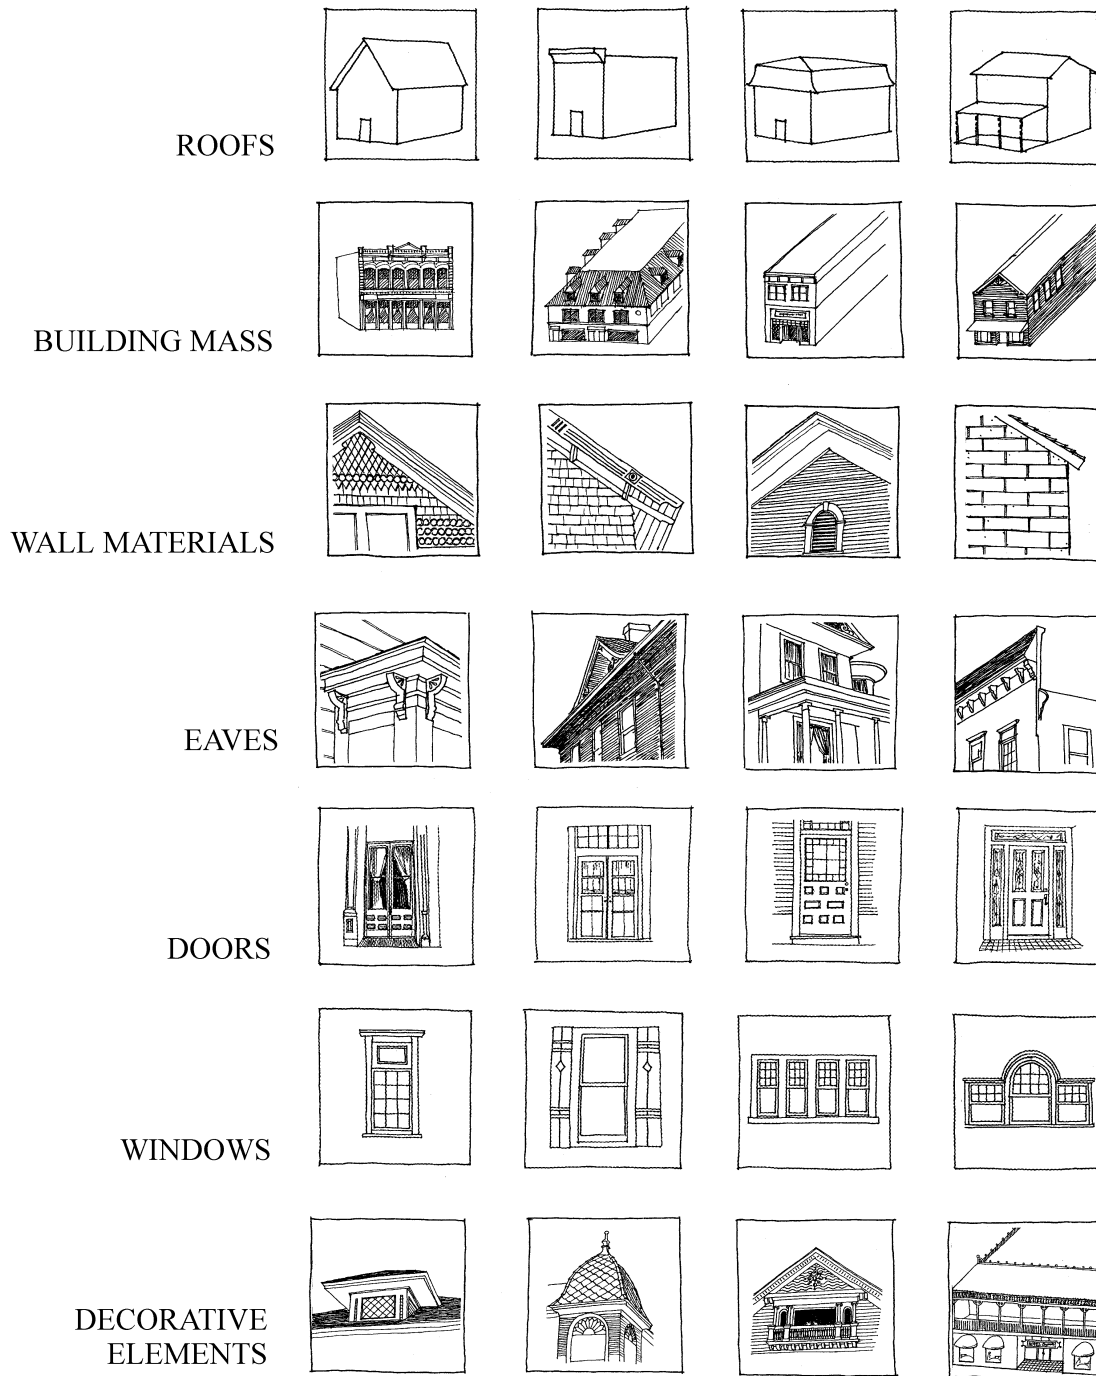 ROOFS
BUILDING MASS
WALL MATERIALS
EAVES
DOORS
WINDOWS
DECORATIVE
ELEMENTS